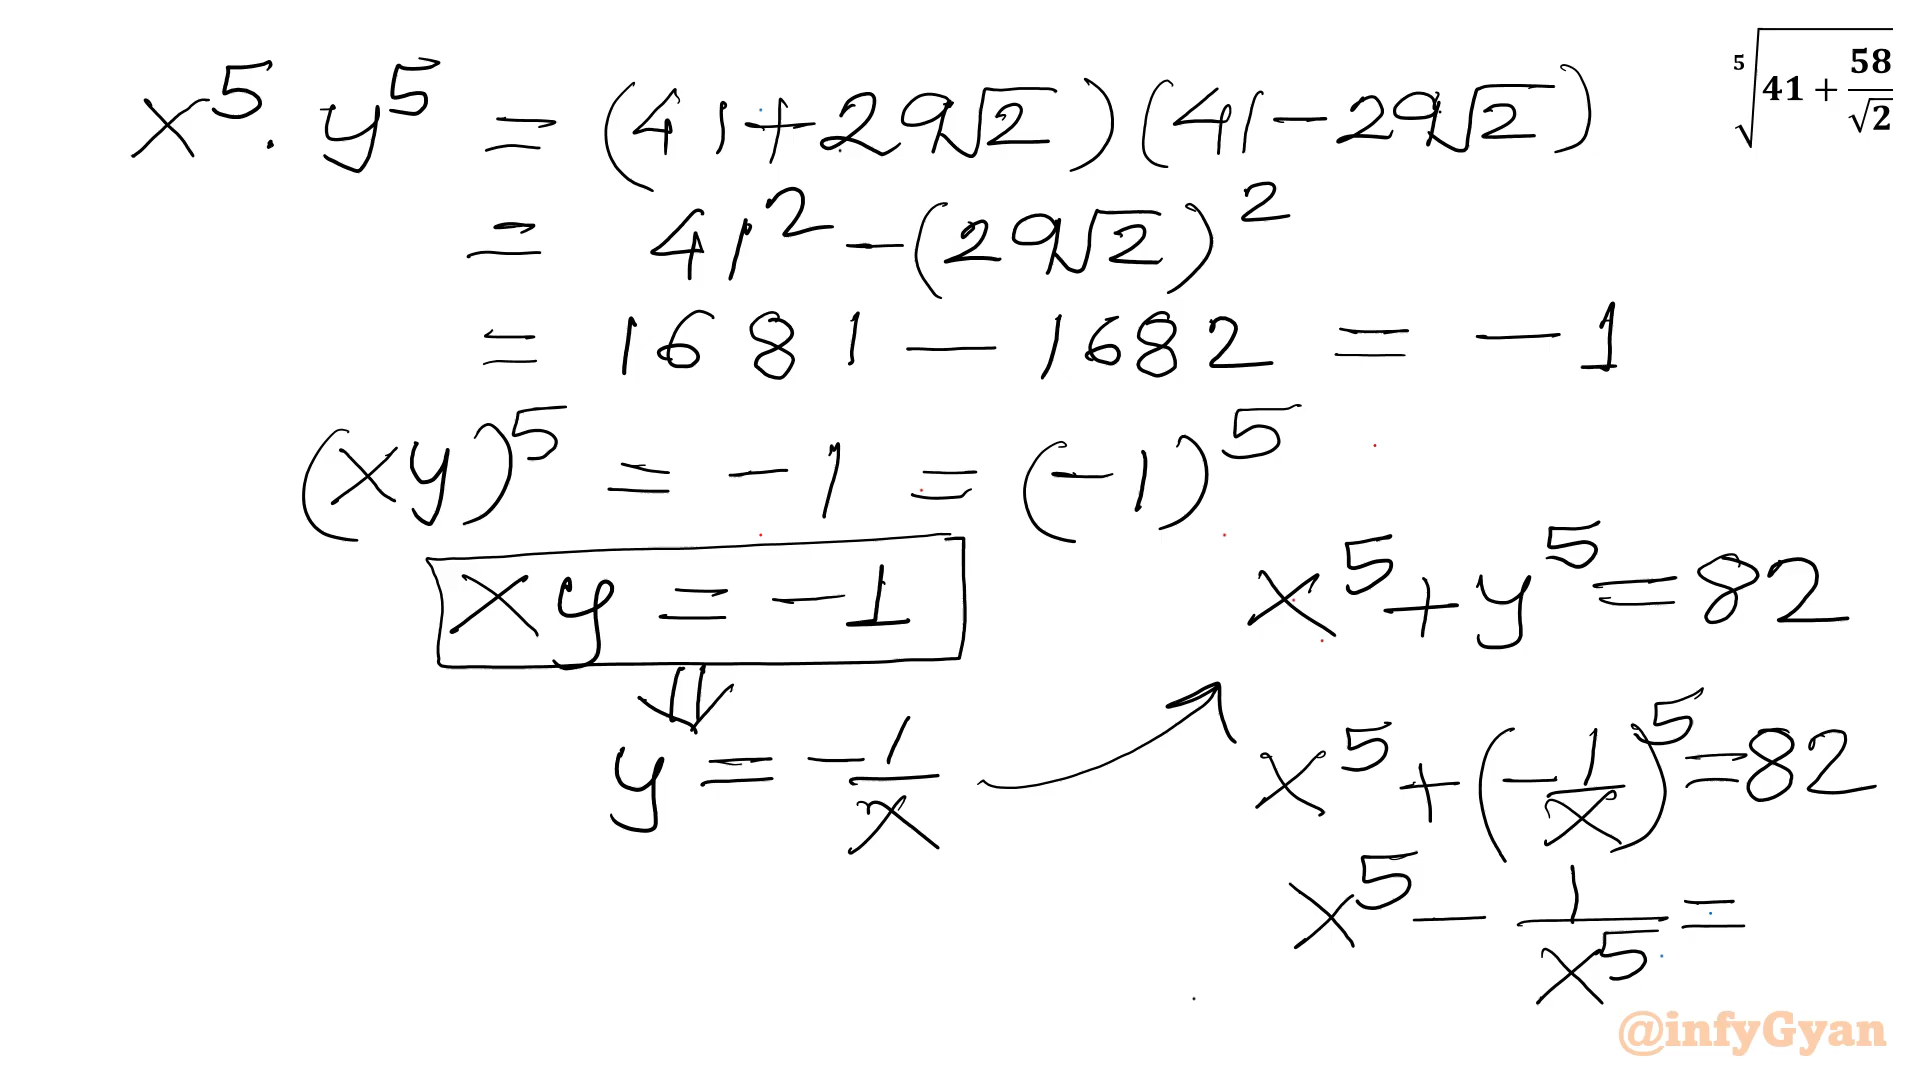 x⁵ · y⁵ = (41 + 29√2)(41 − 29√2)
⁵√(41 + 58/√2)
= 41² − (29√2)²
= 1681 − 1682 = −1
(xy)⁵ = −1 = (−1)⁵
xy = −1
x⁵ + y⁵ = 82
⇓
y = −1/x
x⁵ + (−1/x)⁵ = 82
x⁵ − 1/x⁵ =
@infyGyan